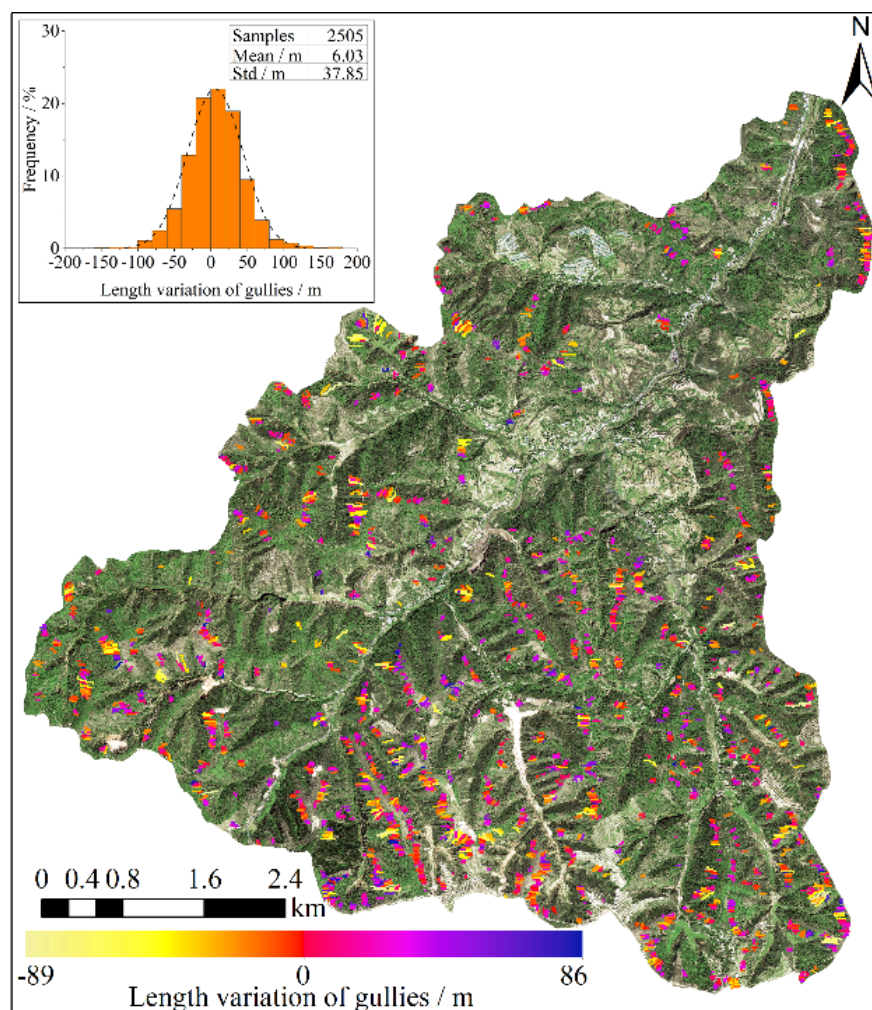 30
20
10
0
Frequency / %
Samples 2505
Mean / m 6.03
Std / m 37.85
-200 -150 -100 -50 0 50 100 150 200
Length variation of gullies / m
N
0 0.4 0.8 1.6 2.4
km
-89 0 86
Length variation of gullies / m